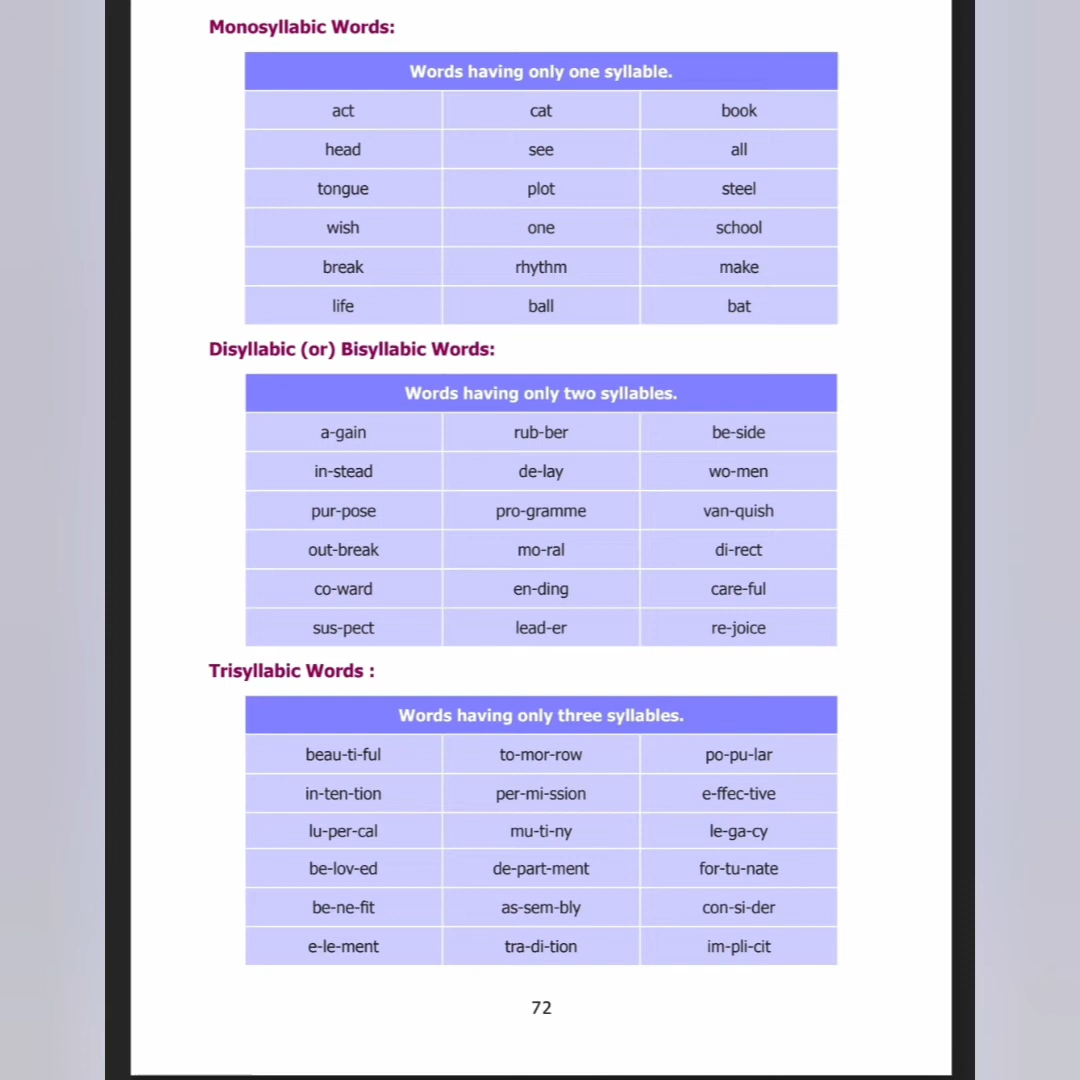 Monosyllabic Words:
Words having only one syllable.
act cat book
head see all
tongue plot steel
wish one school
break rhythm make
life ball bat
Disyllabic (or) Bisyllabic Words:
Words having only two syllables.
a-gain rub-ber be-side
in-stead de-lay wo-men
pur-pose pro-gramme van-quish
out-break mo-ral di-rect
co-ward en-ding care-ful
sus-pect lead-er re-joice
Trisyllabic Words :
Words having only three syllables.
beau-ti-ful to-mor-row po-pu-lar
in-ten-tion per-mi-ssion e-ffec-tive
lu-per-cal mu-ti-ny le-ga-cy
be-lov-ed de-part-ment for-tu-nate
be-ne-fit as-sem-bly con-si-der
e-le-ment tra-di-tion im-pli-cit
72